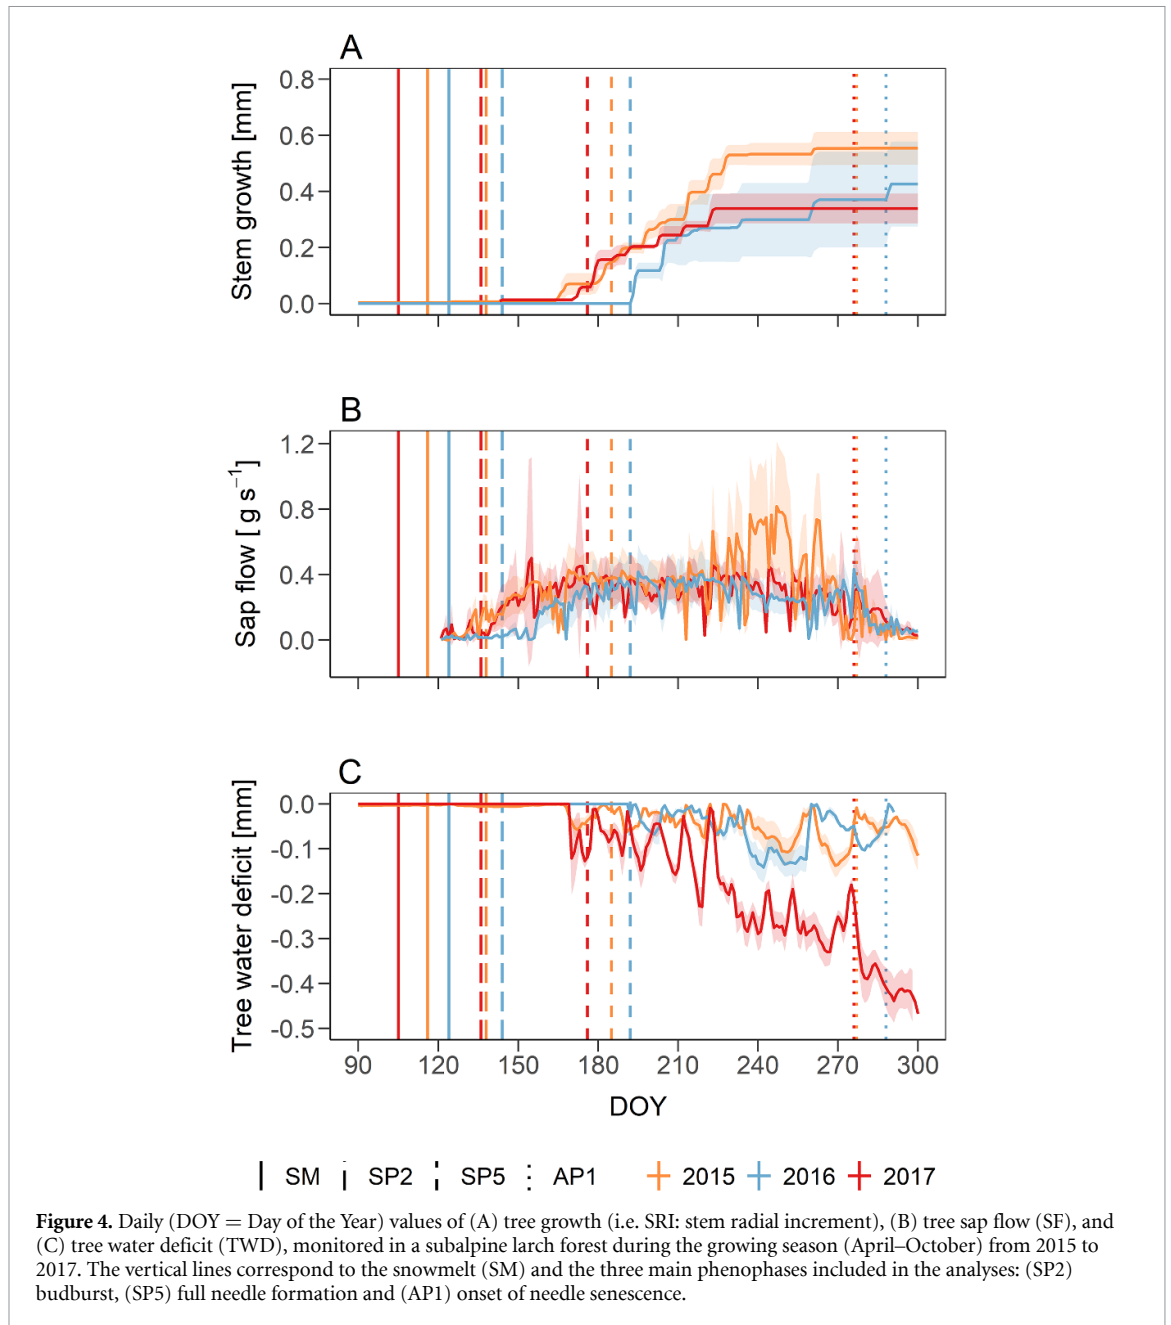 A
Stem growth [mm]
0.8
0.6
0.4
0.2
0.0
B
Sap flow [ g s⁻¹]
1.2
0.8
0.4
0.0
C
Tree water deficit [mm]
0.0
-0.1
-0.2
-0.3
-0.4
-0.5
90 120 150 180 210 240 270 300
DOY
SM SP2 SP5 AP1 2015 2016 2017
Figure 4. Daily (DOY = Day of the Year) values of (A) tree growth (i.e. SRI: stem radial increment), (B) tree sap flow (SF), and
(C) tree water deficit (TWD), monitored in a subalpine larch forest during the growing season (April–October) from 2015 to
2017. The vertical lines correspond to the snowmelt (SM) and the three main phenophases included in the analyses: (SP2)
budburst, (SP5) full needle formation and (AP1) onset of needle senescence.